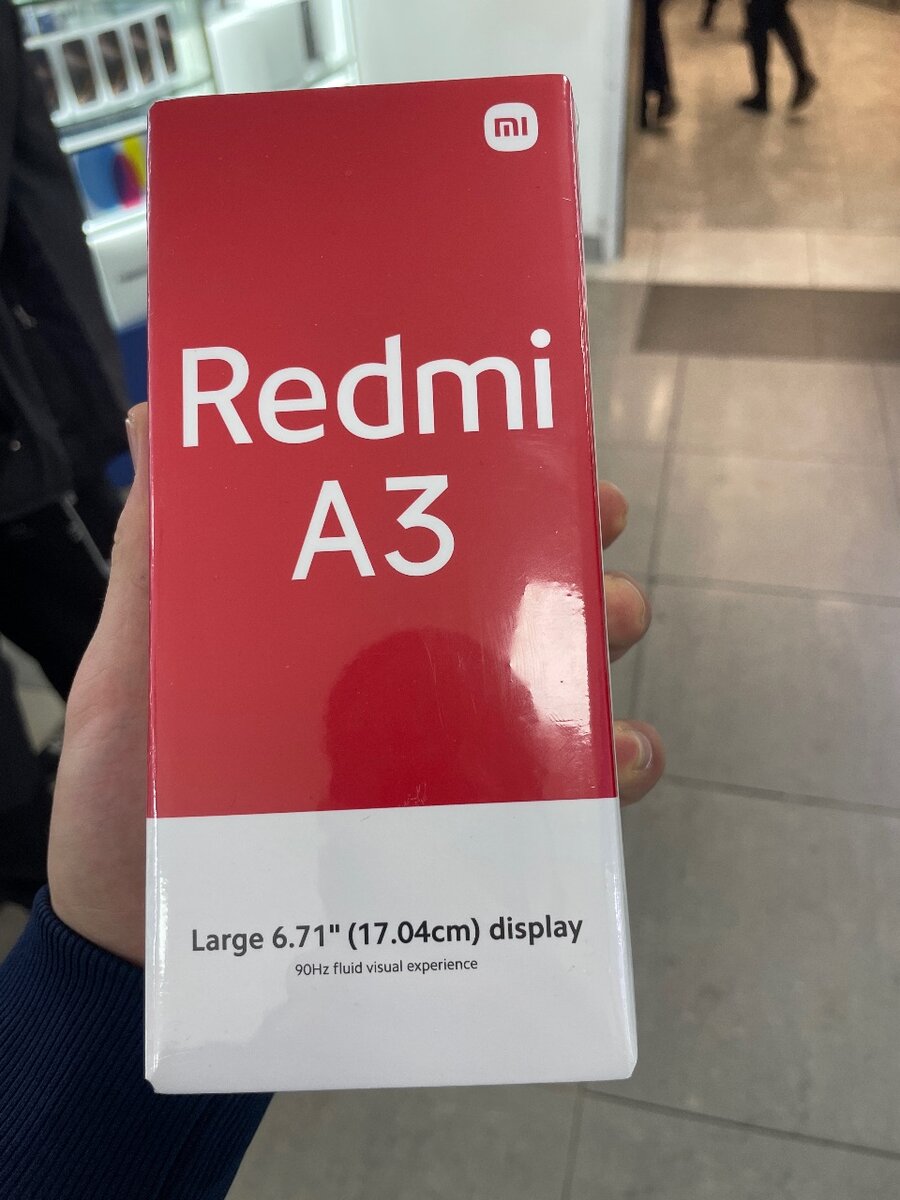 mi
Redmi
A3
Large 6.71" (17.04cm) display
90Hz fluid visual experience